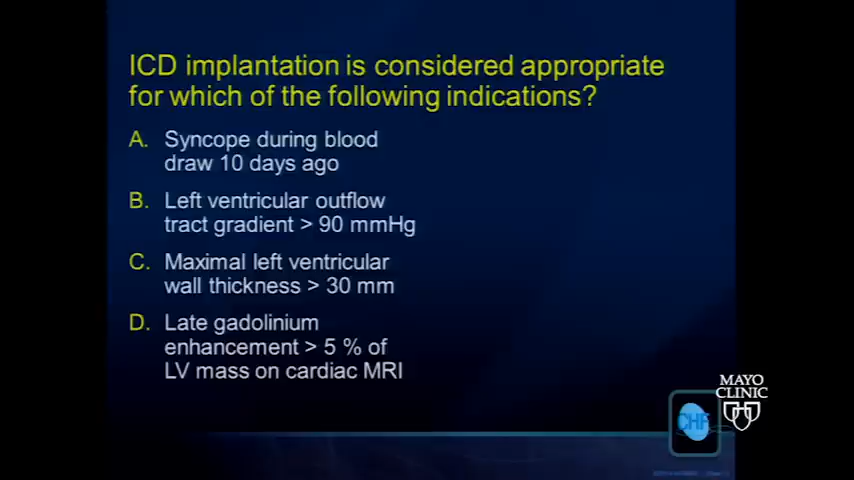 ICD implantation is considered appropriate
for which of the following indications?
A. Syncope during blood
draw 10 days ago
B. Left ventricular outflow
tract gradient > 90 mmHg
C. Maximal left ventricular
wall thickness > 30 mm
D. Late gadolinium
enhancement > 5 % of
LV mass on cardiac MRI
MAYO
CLINIC
CHF